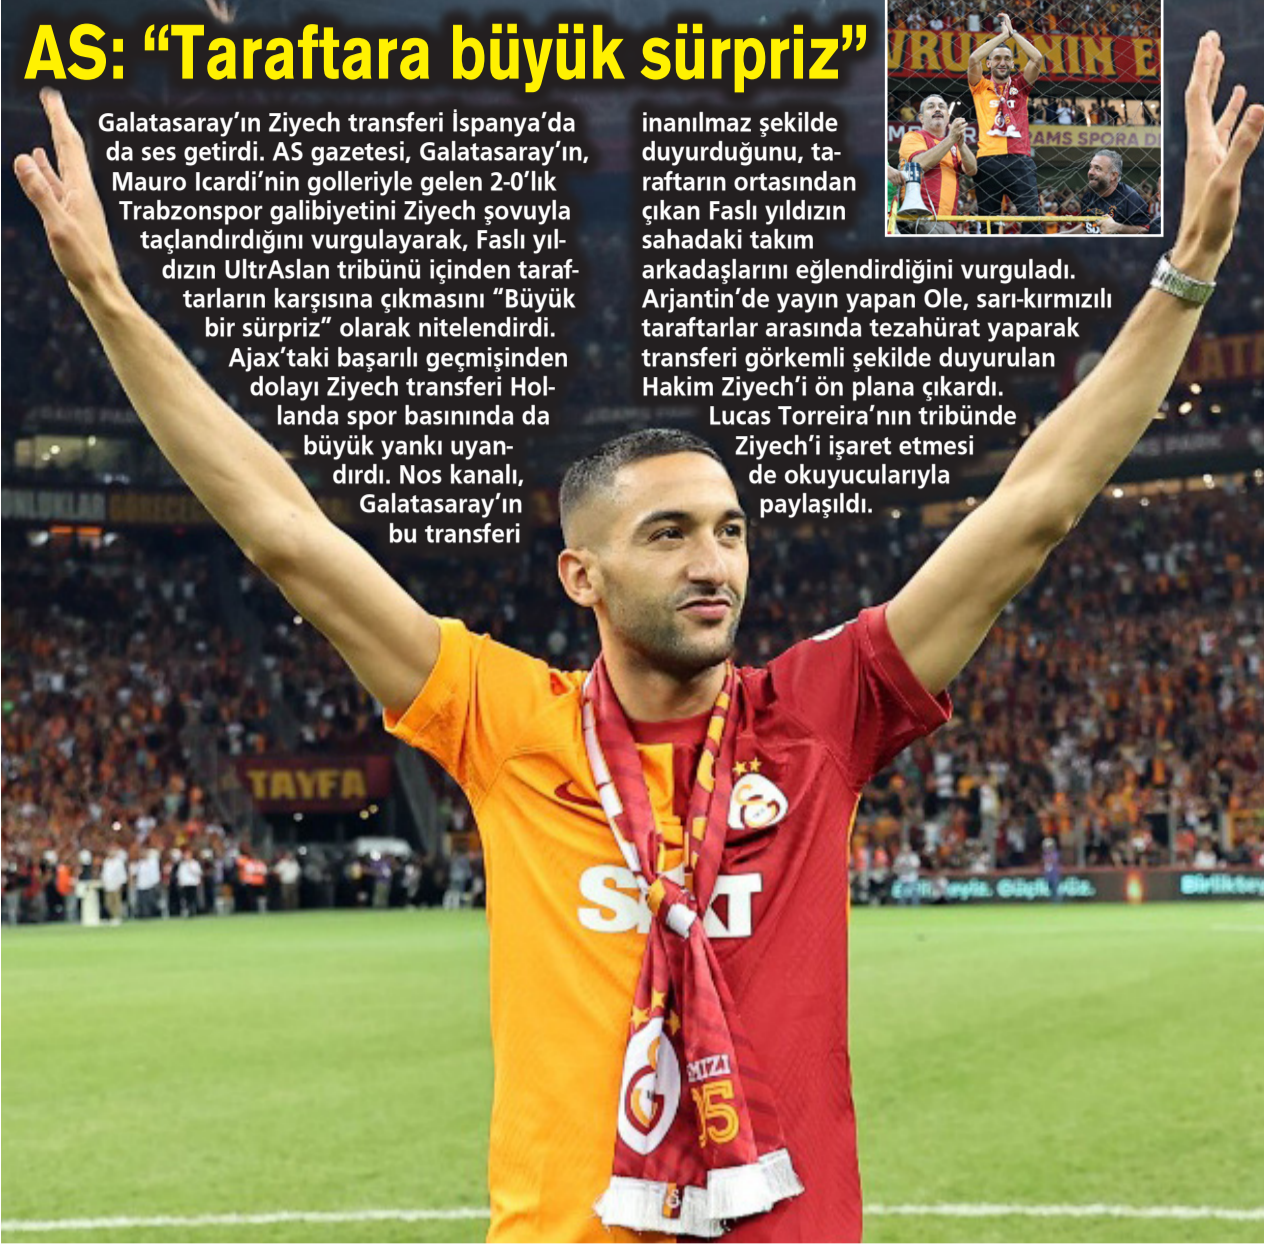 AS: “Taraftara büyük sürpriz”
Galatasaray’ın Ziyech transferi İspanya’da
da ses getirdi. AS gazetesi, Galatasaray’ın,
Mauro Icardi’nin golleriyle gelen 2-0’lık
Trabzonspor galibiyetini Ziyech şovuyla
taçlandırdığını vurgulayarak, Faslı yıl-
dızın UltrAslan tribünü içinden taraf-
tarların karşısına çıkmasını “Büyük
bir sürpriz” olarak nitelendirdi.
Ajax’taki başarılı geçmişinden
dolayı Ziyech transferi Hol-
landa spor basınında da
büyük yankı uyan-
dırdı. Nos kanalı,
Galatasaray’ın
bu transferi
inanılmaz şekilde
duyurduğunu, ta-
raftarın ortasından
çıkan Faslı yıldızın
sahadaki takım
arkadaşlarını eğlendirdiğini vurguladı.
Arjantin’de yayın yapan Ole, sarı-kırmızılı
taraftarlar arasında tezahürat yaparak
transferi görkemli şekilde duyurulan
Hakim Ziyech’i ön plana çıkardı.
Lucas Torreira’nın tribünde
Ziyech’i işaret etmesi
de okuyucularıyla
paylaşıldı.
VRUPANIN E
RAMS SPORA D
TAYFA
Birliktey
SIXT
MIZI